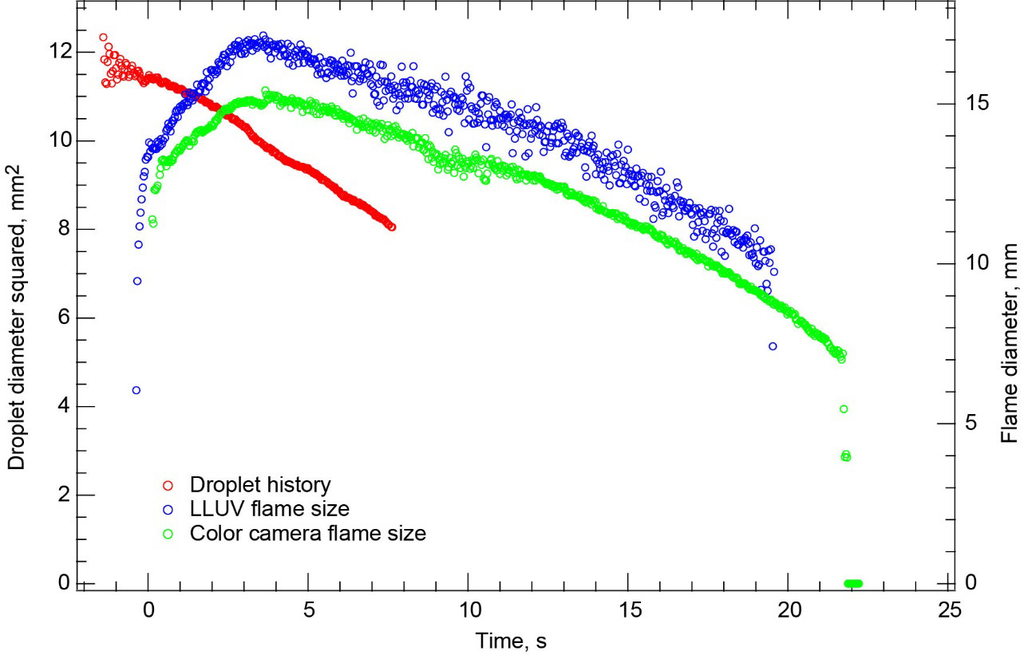 Droplet diameter squared, mm2
12
10
8
6
4
2
0
15
10
5
0
Flame diameter, mm
Droplet history
LLUV flame size
Color camera flame size
0 5 10 15 20 25
Time, s